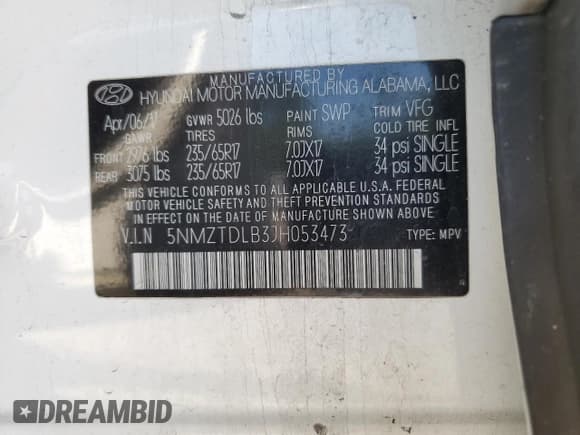 MANUFACTURED BY
HYUNDAI MOTOR MANUFACTURING ALABAMA, LLC
Apr/06/17 GVWR 5026 lbs PAINT SWP TRIM VFG
GAWR TIRES RIMS COLD TIRE INFL
FRONT 2976 lbs 235/65R17 7.0JX17 34 psi SINGLE
REAR 3075 lbs 235/65R17 7.0JX17 34 psi SINGLE
THIS VEHICLE CONFORMS TO ALL APPLICABLE U.S.A. FEDERAL
MOTOR VEHICLE SAFETY AND THEFT PREVENTION STANDARDS
IN EFFECT ON THE DATE OF MANUFACTURE SHOWN ABOVE.
V.I.N 5NMZTDLB3JH053473 TYPE: MPV
DREAMBID